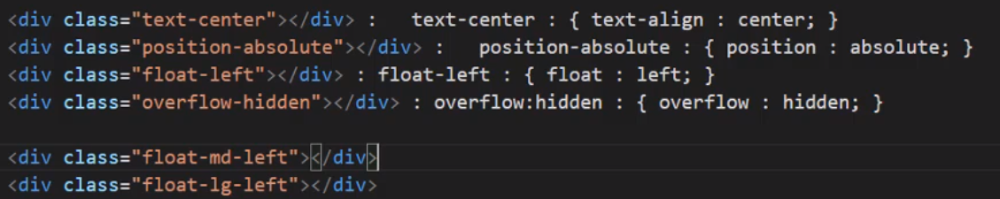 <div class="text-center"></div> :   text-center : { text-align : center; }
<div class="position-absolute"></div> :   position-absolute : { position : absolute; }
<div class="float-left"></div> : float-left : { float : left; }
<div class="overflow-hidden"></div> : overflow:hidden : { overflow : hidden; }
<div class="float-md-left"></div>
<div class="float-lg-left"></div>